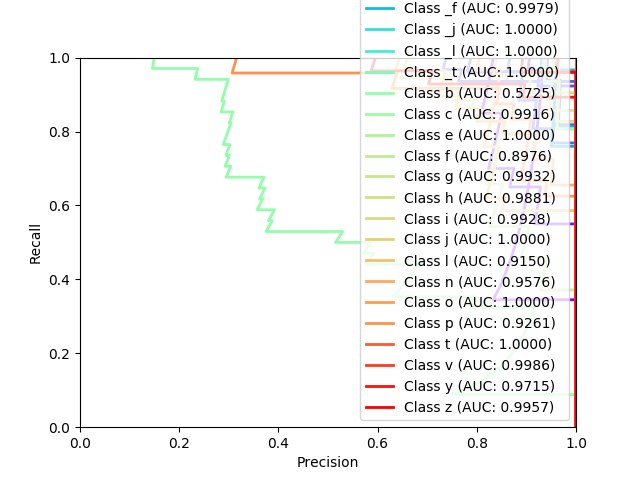 Class _f (AUC: 0.9979)
Class _j (AUC: 1.0000)
Class _l (AUC: 1.0000)
Class _t (AUC: 1.0000)
Class b (AUC: 0.5725)
Class c (AUC: 0.9916)
Class e (AUC: 1.0000)
Class f (AUC: 0.8976)
Class g (AUC: 0.9932)
Class h (AUC: 0.9881)
Class i (AUC: 0.9928)
Class j (AUC: 1.0000)
Class l (AUC: 0.9150)
Class n (AUC: 0.9576)
Class o (AUC: 1.0000)
Class p (AUC: 0.9261)
Class t (AUC: 1.0000)
Class v (AUC: 0.9986)
Class y (AUC: 0.9715)
Class z (AUC: 0.9957)
1.0
0.8
0.6
0.4
0.2
0.0
Recall
0.0 0.2 0.4 0.6 0.8 1.0
Precision